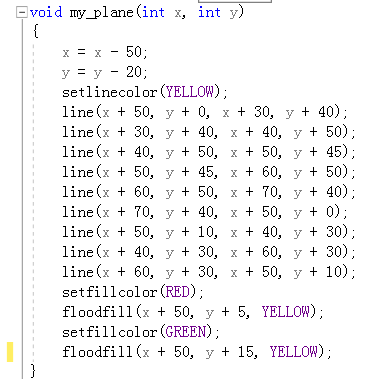 void my_plane(int x, int y)
{
x = x - 50;
y = y - 20;
setlinecolor(YELLOW);
line(x + 50, y + 0, x + 30, y + 40);
line(x + 30, y + 40, x + 40, y + 50);
line(x + 40, y + 50, x + 50, y + 45);
line(x + 50, y + 45, x + 60, y + 50);
line(x + 60, y + 50, x + 70, y + 40);
line(x + 70, y + 40, x + 50, y + 0);
line(x + 50, y + 10, x + 40, y + 30);
line(x + 40, y + 30, x + 60, y + 30);
line(x + 60, y + 30, x + 50, y + 10);
setfillcolor(RED);
floodfill(x + 50, y + 5, YELLOW);
setfillcolor(GREEN);
floodfill(x + 50, y + 15, YELLOW);
}